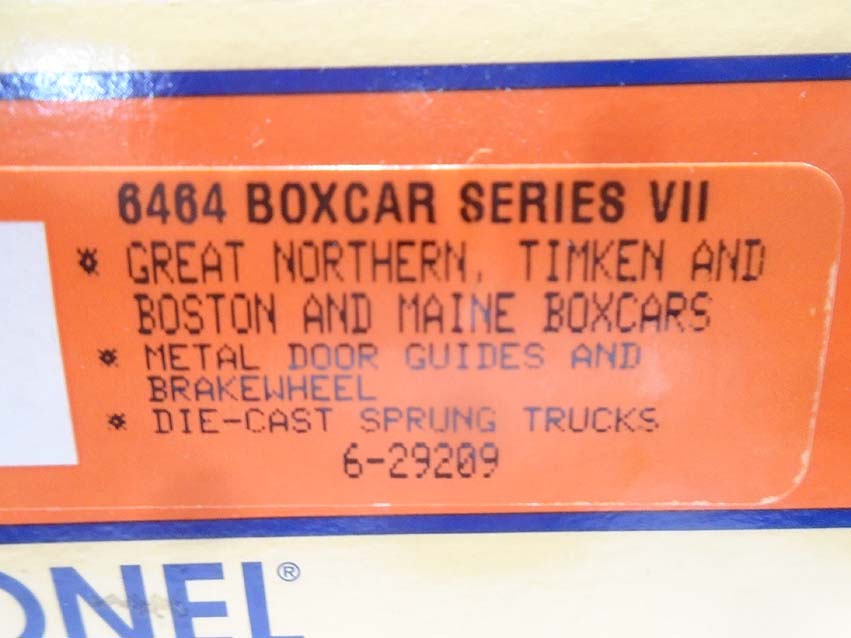 6464 BOXCAR SERIES VII
* GREAT NORTHERN, TIMKEN AND
BOSTON AND MAINE BOXCARS
* METAL DOOR GUIDES AND
BRAKEWHEEL
* DIE-CAST SPRUNG TRUCKS
6-29209
ONEL®